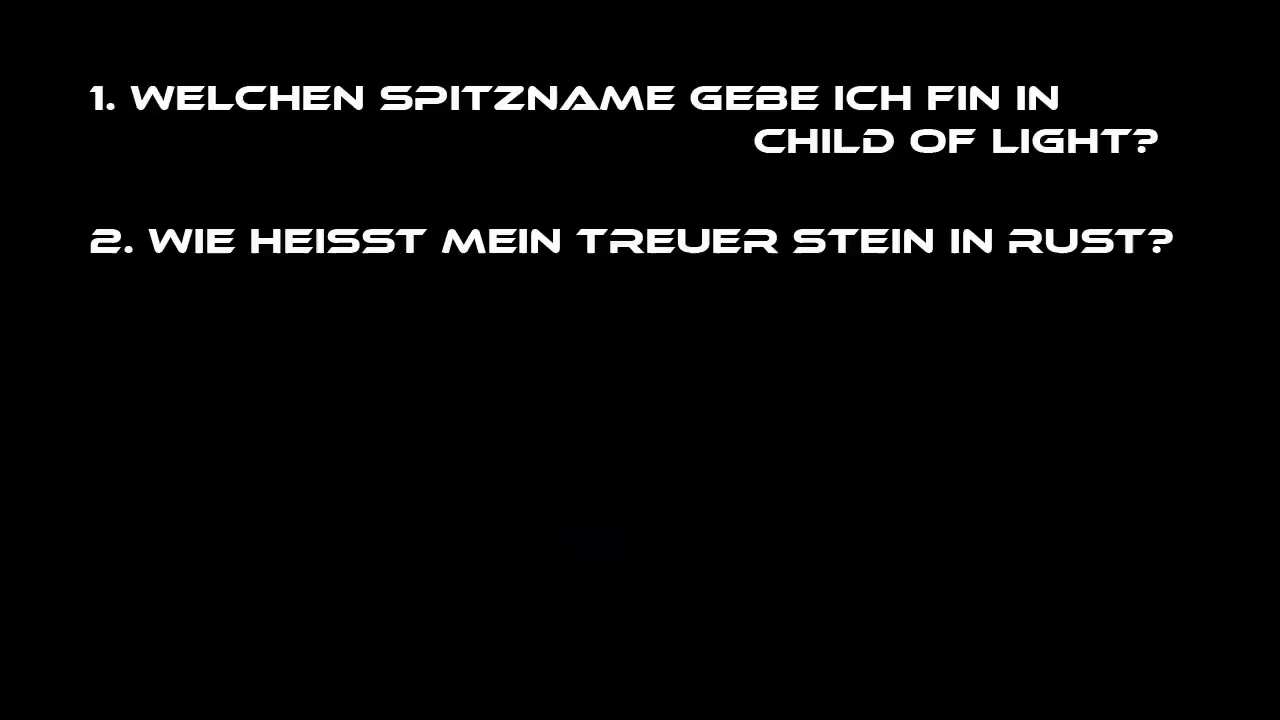 1. WELCHEN SPITZNAME GEBE ICH FIN IN
CHILD OF LIGHT?
2. WIE HEISST MEIN TREUER STEIN IN RUST?